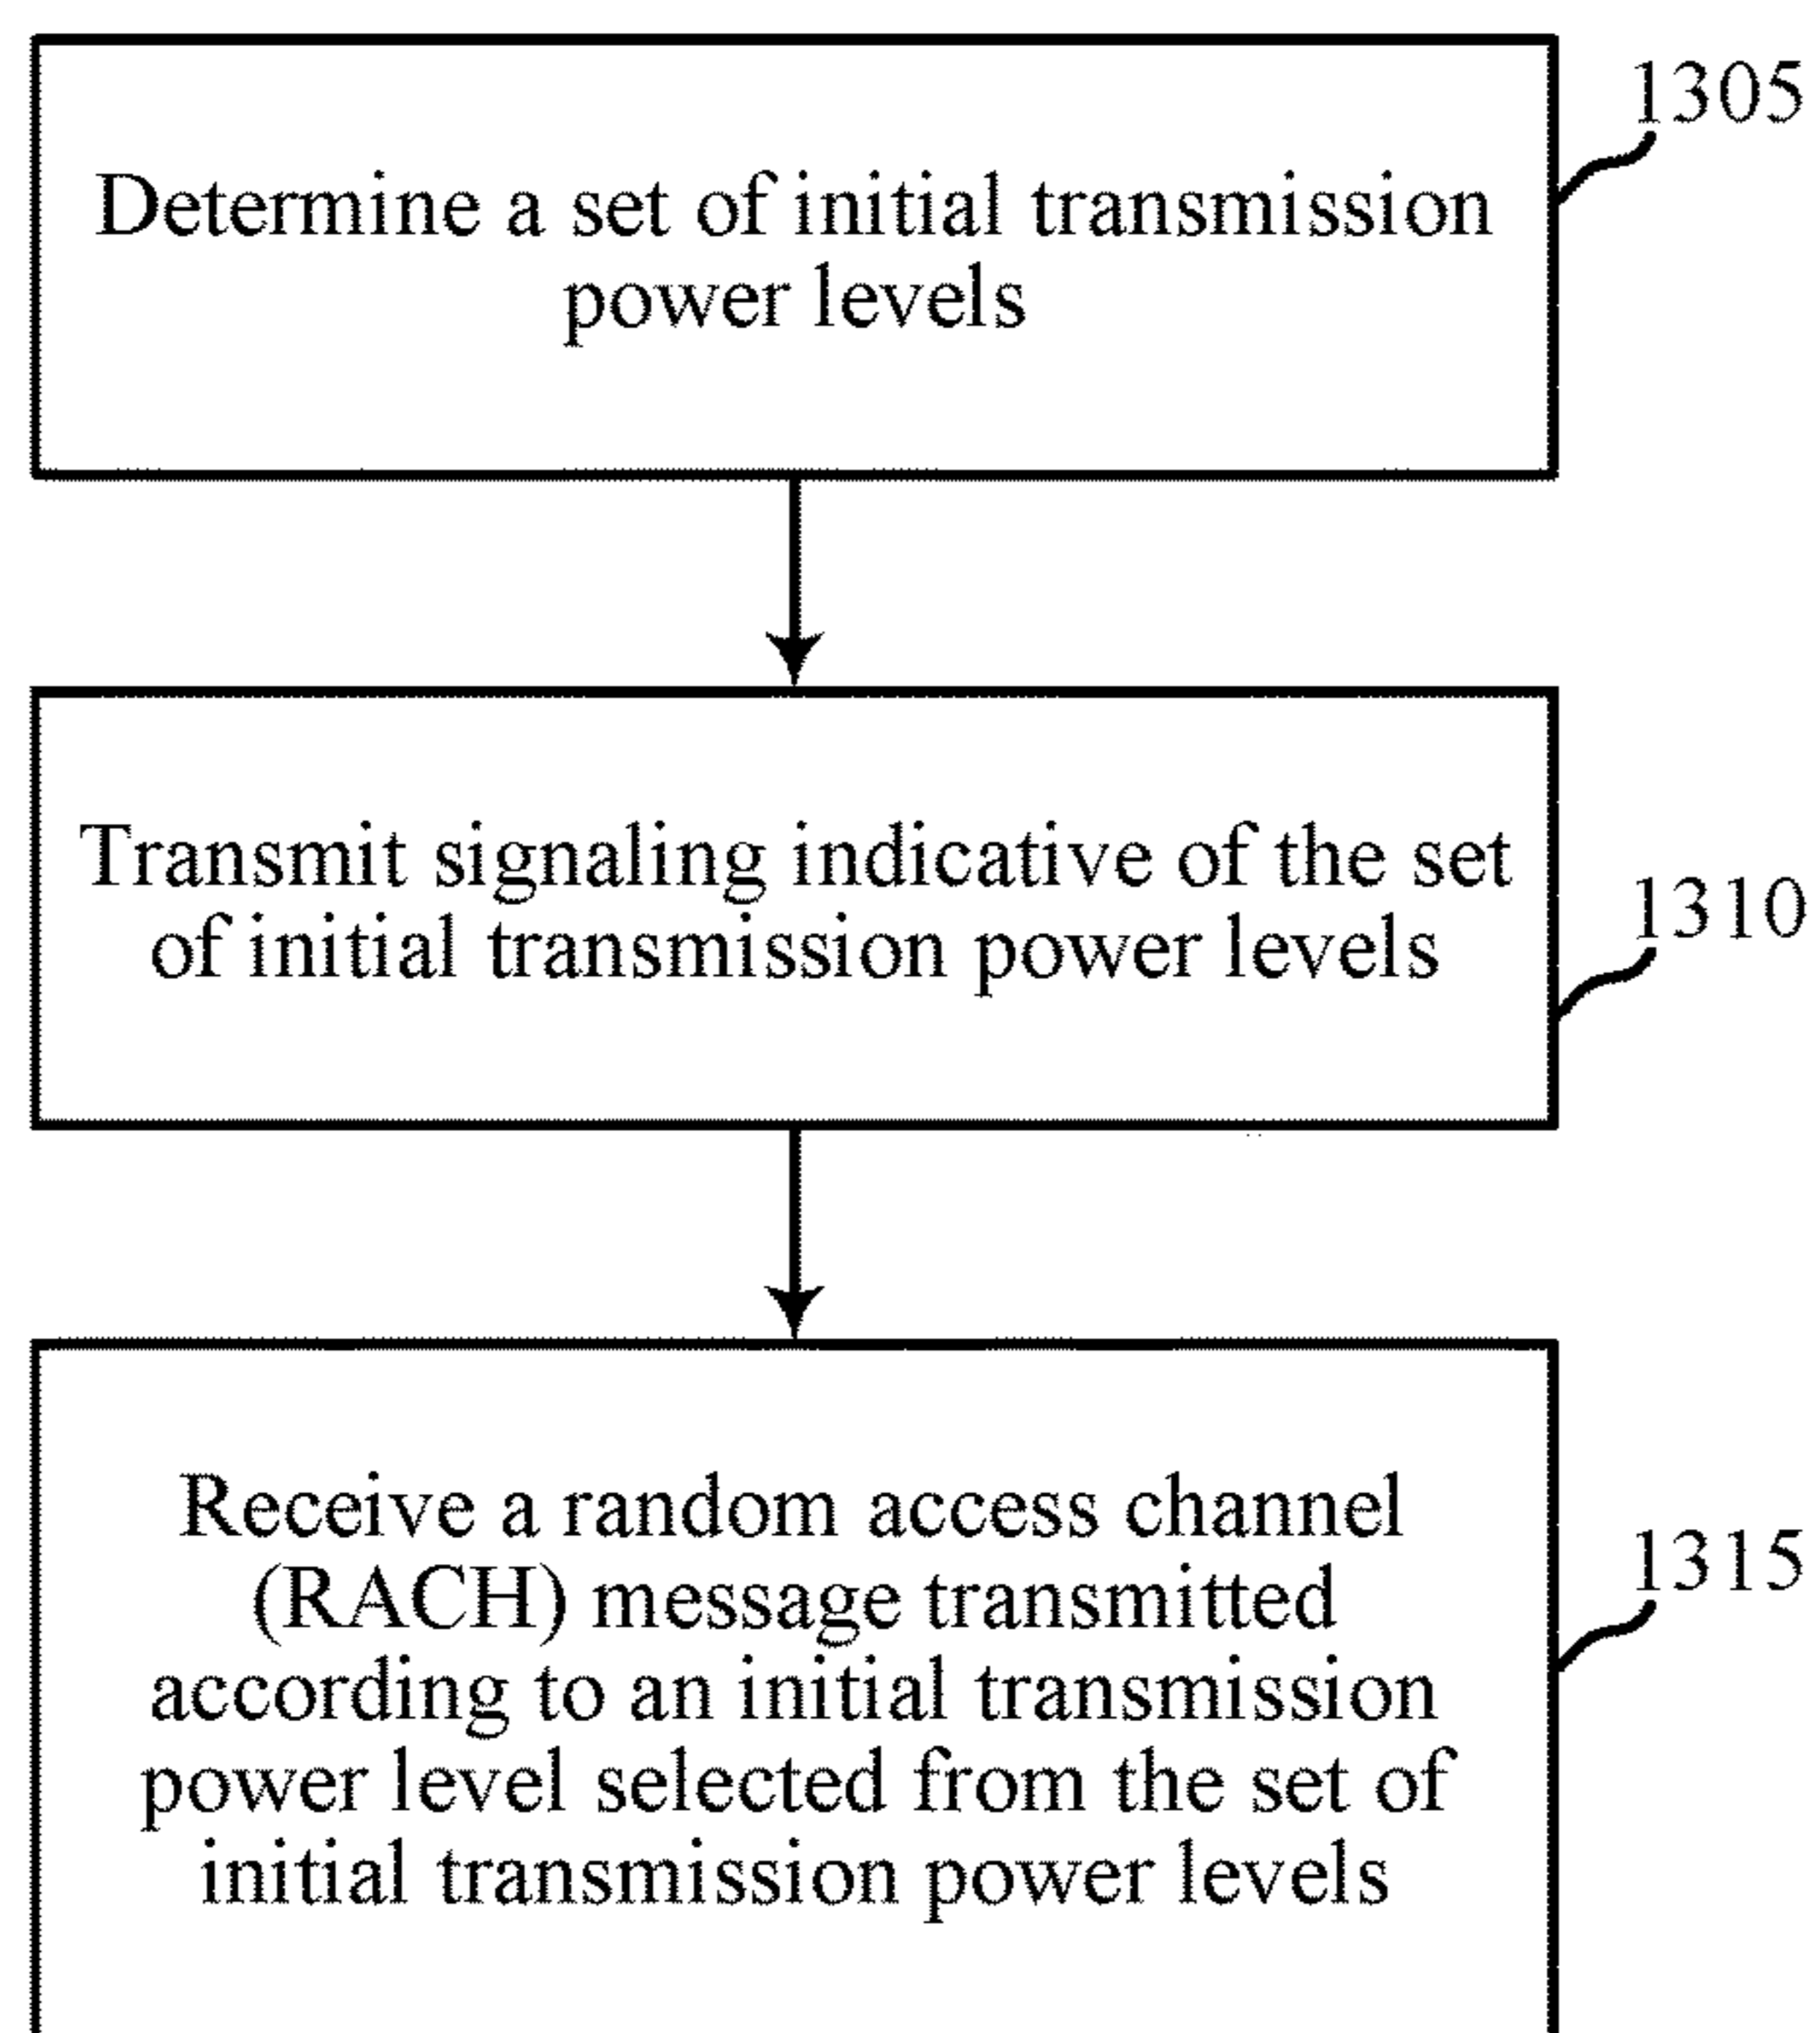 1305
Determine a set of initial transmission
power levels
Transmit signaling indicative of the set
of initial transmission power levels
1310
Receive a random access channel
(RACH) message transmitted
according to an initial transmission
power level selected from the set of
initial transmission power levels
1315